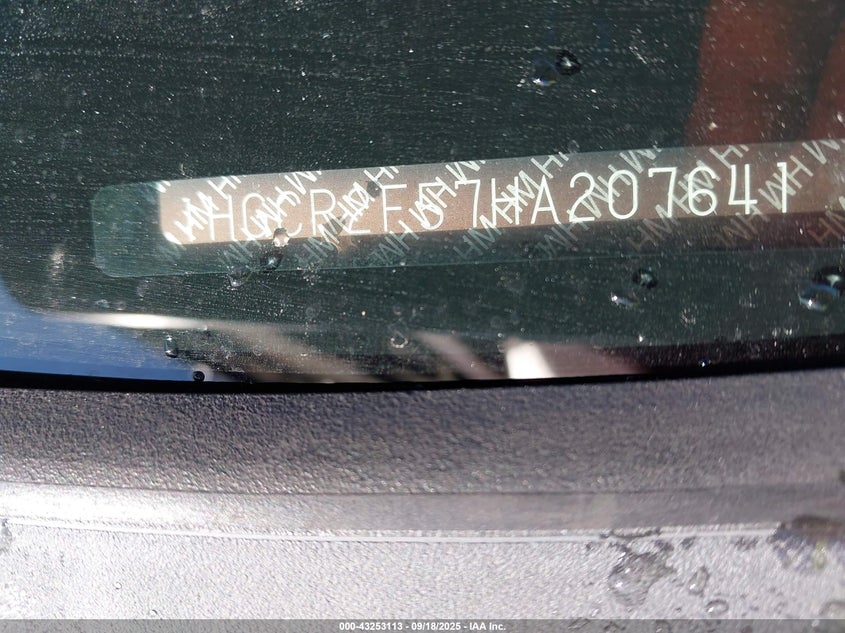 HGCR2F57HA207641
000-43253113 - 09/18/2025 - IAA Inc.